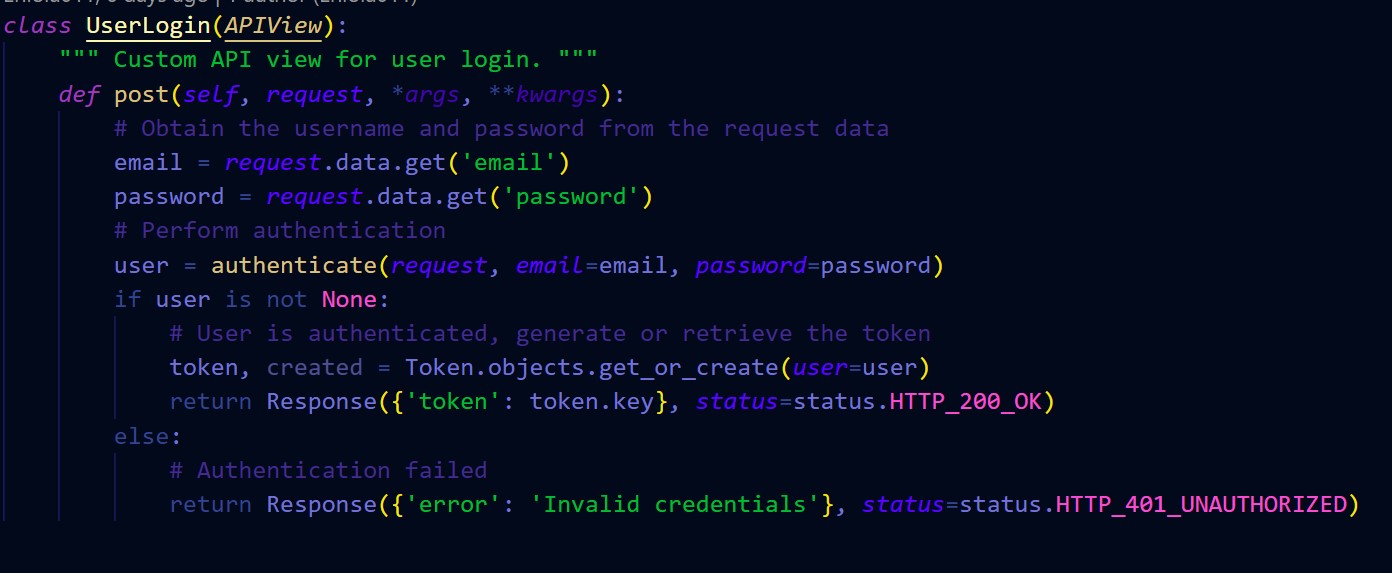 class UserLogin(APIView):
    """ Custom API view for user login. """
    def post(self, request, *args, **kwargs):
        # Obtain the username and password from the request data
        email = request.data.get('email')
        password = request.data.get('password')
        # Perform authentication
        user = authenticate(request, email=email, password=password)
        if user is not None:
            # User is authenticated, generate or retrieve the token
            token, created = Token.objects.get_or_create(user=user)
            return Response({'token': token.key}, status=status.HTTP_200_OK)
        else:
            # Authentication failed
            return Response({'error': 'Invalid credentials'}, status=status.HTTP_401_UNAUTHORIZED)